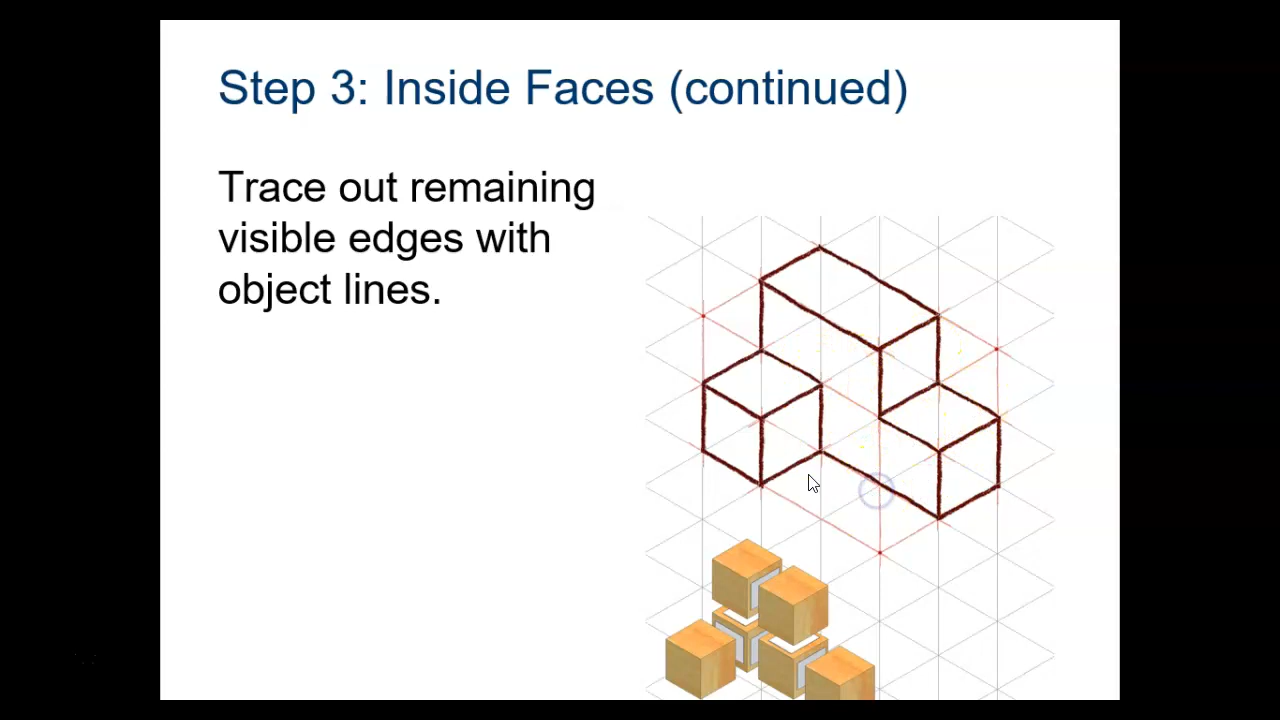 Step 3: Inside Faces (continued)
Trace out remaining
visible edges with
object lines.